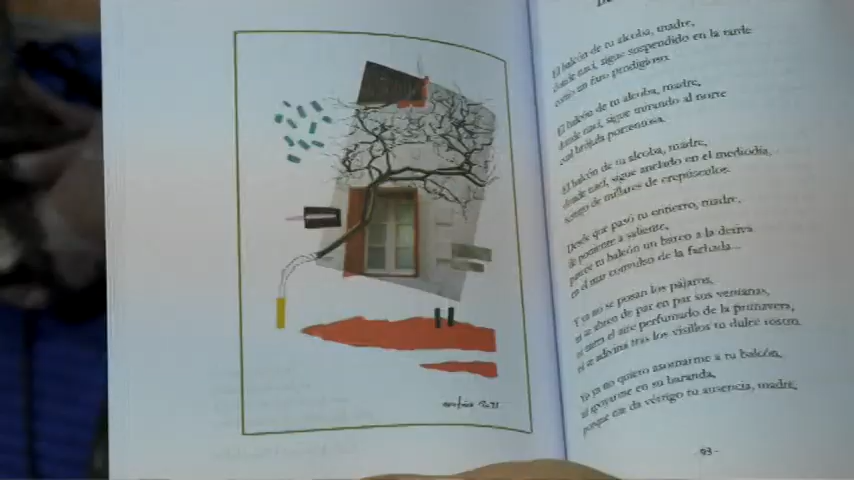 2021
El balcón de tu alcoba, madre,
donde nací, sigue suspendido en la tarde
como un faro prodigioso.
El balcón de tu alcoba, madre,
donde nací, sigue mirando al norte
cual brújula portentosa.
El balcón de tu alcoba, madre,
donde nací, sigue anclado en el mediodía,
testigo de millares de crepúsculos.
Desde que pasó tu entierro, madre,
de poniente a saliente,
parece tu balcón un barco a la deriva
en el mar convulso de la fachada...
Y ya no se posan los pájaros,
ni se abren de par en par sus ventanas,
ni entra el aire perfumado de la primavera,
ni se adivina tras los visillos tu dulce rostro.
Yo ya no quiero asomarme a tu balcón,
ni apoyarme en su baranda,
porque me da vértigo tu ausencia, madre.